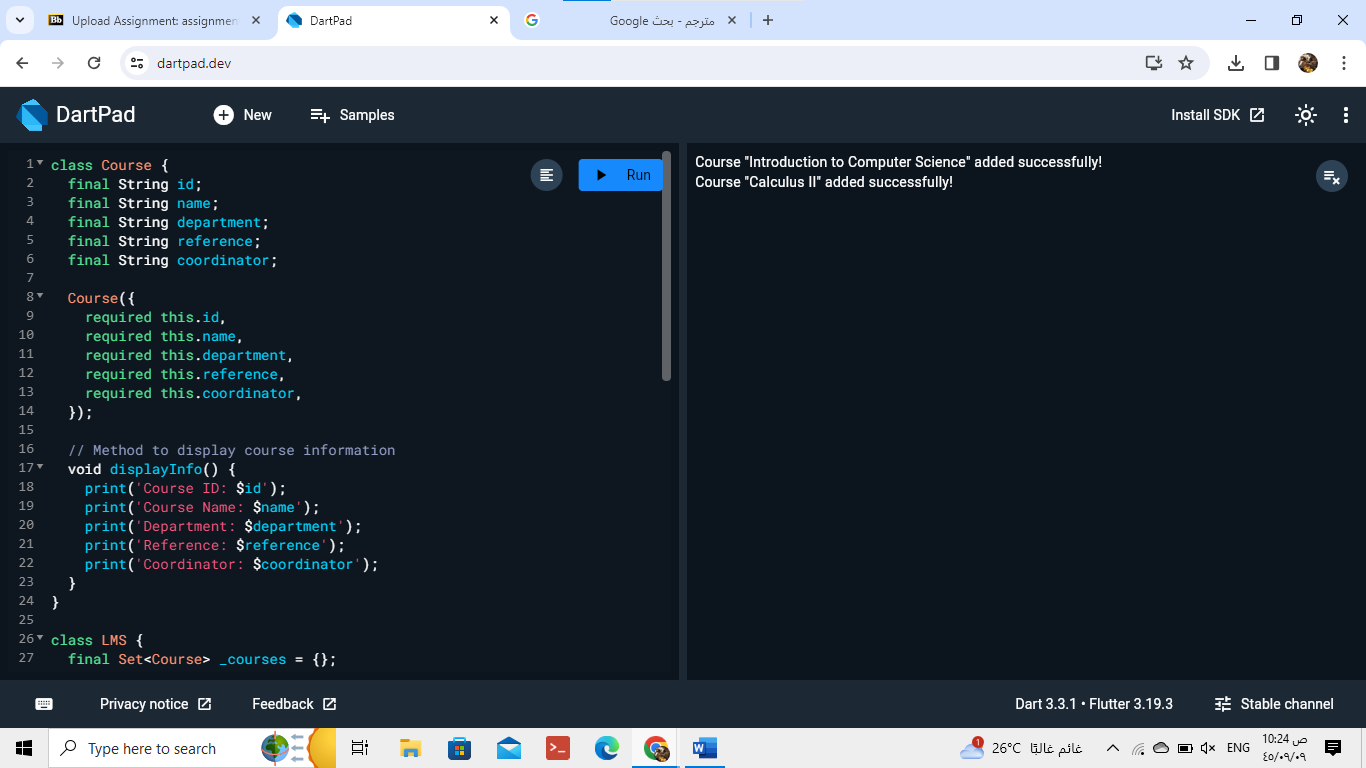 Upload Assignment: assignmen
DartPad
مترجم - بحث Google
dartpad.dev
DartPad
New
Samples
Install SDK
1 class Course {
2 final String id;
3 final String name;
4 final String department;
5 final String reference;
6 final String coordinator;
7
8 Course({
9 required this.id,
10 required this.name,
11 required this.department,
12 required this.reference,
13 required this.coordinator,
14 });
15
16 // Method to display course information
17 void displayInfo() {
18 print('Course ID: $id');
19 print('Course Name: $name');
20 print('Department: $department');
21 print('Reference: $reference');
22 print('Coordinator: $coordinator');
23 }
24 }
25
26 class LMS {
27 final Set<Course> _courses = {};
Run
Course "Introduction to Computer Science" added successfully!
Course "Calculus II" added successfully!
Privacy notice
Feedback
Dart 3.3.1 • Flutter 3.19.3
Stable channel
Type here to search
1
26°C غائم غالبًا
ENG
10:24 ص
٤٥/٠٩/٠٩